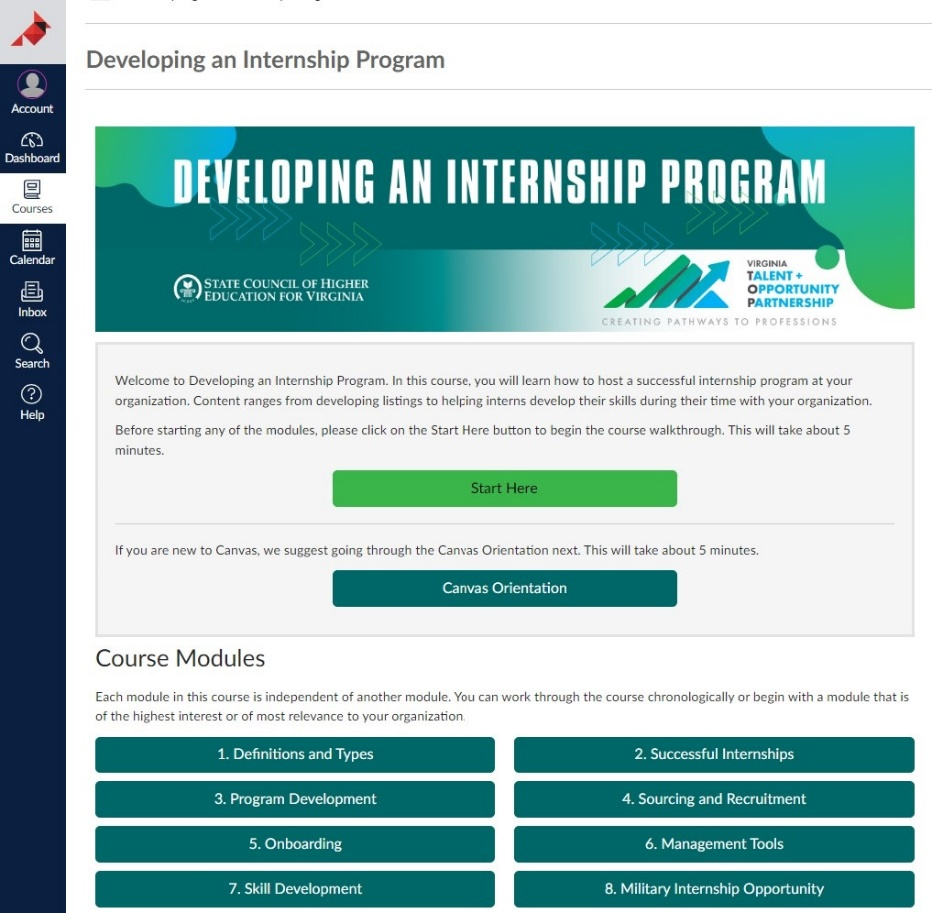 Developing an Internship Program
Account
Dashboard
Courses
Calendar
Inbox
Search
Help
DEVELOPING AN INTERNSHIP PROGRAM
STATE COUNCIL OF HIGHER
EDUCATION FOR VIRGINIA
VIRGINIA
TALENT +
OPPORTUNITY
PARTNERSHIP
CREATING PATHWAYS TO PROFESSIONS
Welcome to Developing an Internship Program. In this course, you will learn how to host a successful internship program at your
organization. Content ranges from developing listings to helping interns develop their skills during their time with your organization.
Before starting any of the modules, please click on the Start Here button to begin the course walkthrough. This will take about 5
minutes.
Start Here
If you are new to Canvas, we suggest going through the Canvas Orientation next. This will take about 5 minutes.
Canvas Orientation
Course Modules
Each module in this course is independent of another module. You can work through the course chronologically or begin with a module that is
of the highest interest or of most relevance to your organization.
1. Definitions and Types
2. Successful Internships
3. Program Development
4. Sourcing and Recruitment
5. Onboarding
6. Management Tools
7. Skill Development
8. Military Internship Opportunity